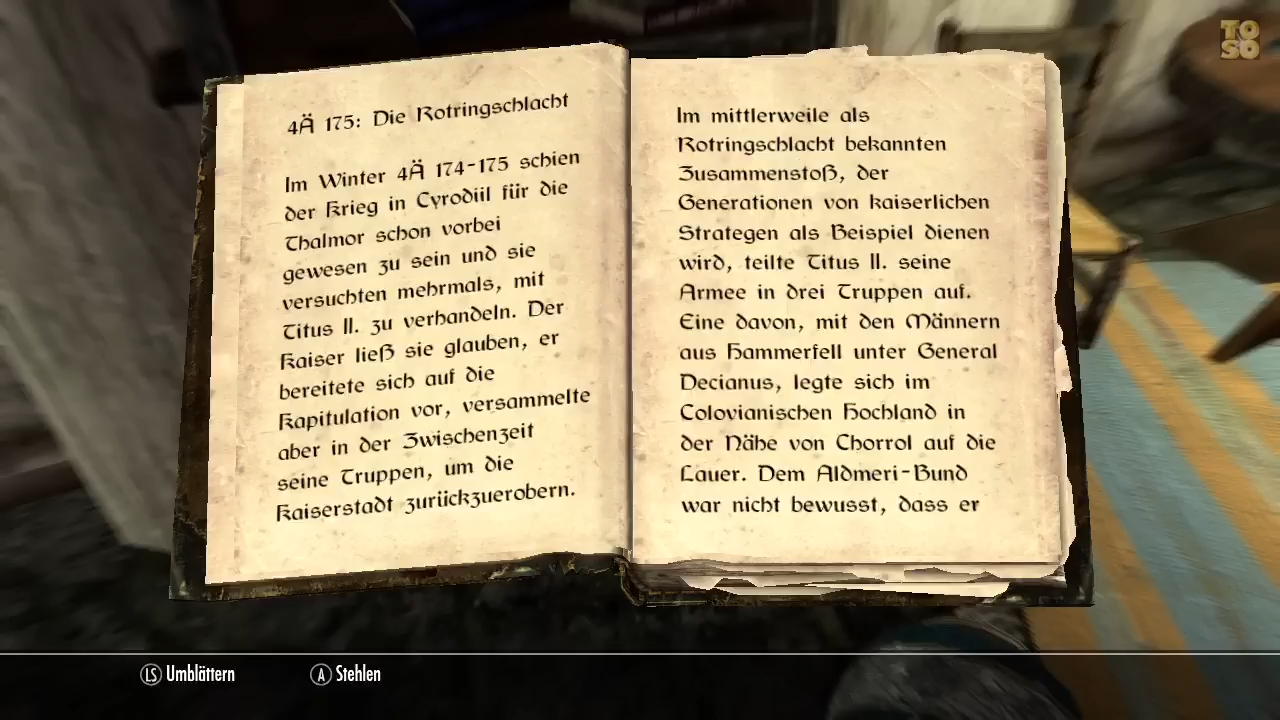 4Ä 175: Die Rotringschlacht
Im Winter 4Ä 174-175 schien
der Krieg in Cyrodiil für die
Thalmor schon vorbei
gewesen zu sein und sie
versuchten mehrmals, mit
Titus II. zu verhandeln. Der
Kaiser ließ sie glauben, er
bereitete sich auf die
Kapitulation vor, versammelte
aber in der Zwischenzeit
seine Truppen, um die
Kaiserstadt zurückzuerobern.
Im mittlerweile als
Rotringschlacht bekannten
Zusammenstoß, der
Generationen von kaiserlichen
Strategen als Beispiel dienen
wird, teilte Titus II. seine
Armee in drei Truppen auf.
Eine davon, mit den Männern
aus Hammerfell unter General
Decianus, legte sich im
Colovianischen Hochland in
der Nähe von Chorrol auf die
Lauer. Dem Aldmeri-Bund
war nicht bewusst, dass er
TO
SO
LS Umblättern
A Stehlen